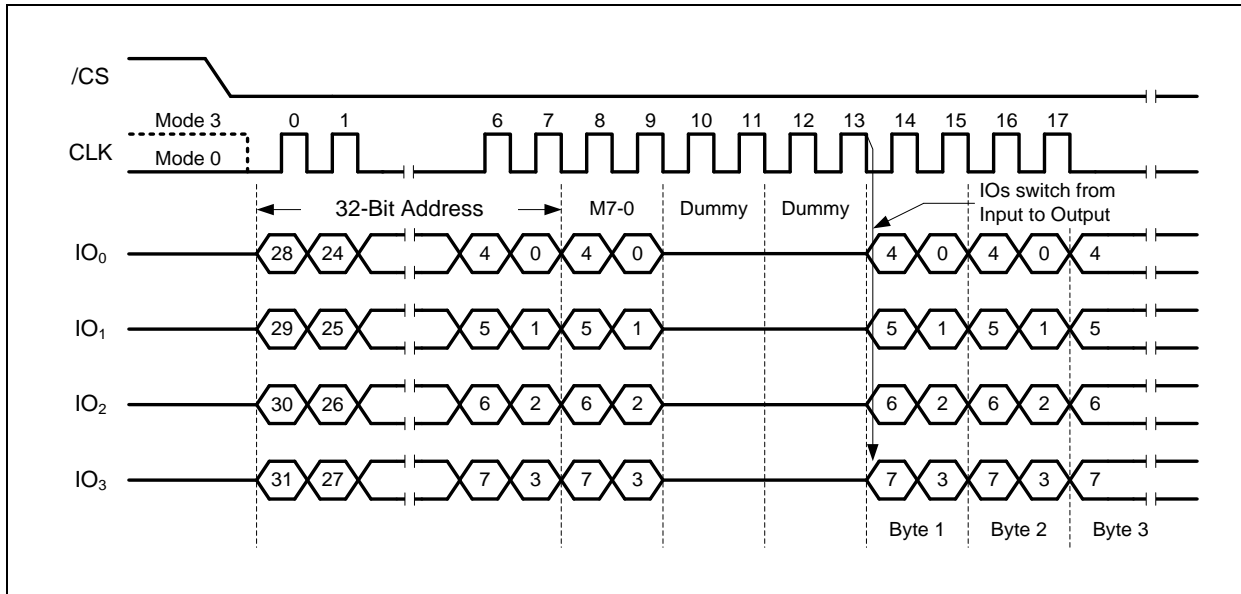 /CS
Mode 3 0 1 6 7 8 9 10 11 12 13 14 15 16 17
CLK
Mode 0
32-Bit Address M7-0 Dummy Dummy
IOs switch from
Input to Output
IO₀ 28 24 4 0 4 0 4 0 4 0 4
IO₁ 29 25 5 1 5 1 5 1 5 1 5
IO₂ 30 26 6 2 6 2 6 2 6 2 6
IO₃ 31 27 7 3 7 3 7 3 7 3 7
Byte 1 Byte 2 Byte 3